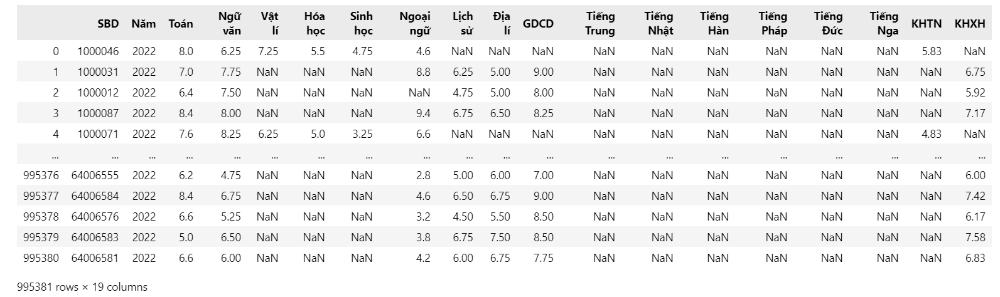 SBD Năm Toán Ngữ văn Vật lí Hóa học Sinh học Ngoại ngữ Lịch sử Địa lí GDCD Tiếng Trung Tiếng Nhật Tiếng Hàn Tiếng Pháp Tiếng Đức Tiếng Nga KHTN KHXH
0 1000046 2022 8.0 6.25 7.25 5.5 4.75 4.6 NaN NaN NaN NaN NaN NaN NaN NaN NaN 5.83 NaN
1 1000031 2022 7.0 7.75 NaN NaN NaN 8.8 6.25 5.00 9.00 NaN NaN NaN NaN NaN NaN NaN 6.75
2 1000012 2022 6.4 7.50 NaN NaN NaN NaN 4.75 5.00 8.00 NaN NaN NaN NaN NaN NaN NaN 5.92
3 1000087 2022 8.4 8.00 NaN NaN NaN 9.4 6.75 6.50 8.25 NaN NaN NaN NaN NaN NaN NaN 7.17
4 1000071 2022 7.6 8.25 6.25 5.0 3.25 6.6 NaN NaN NaN NaN NaN NaN NaN NaN NaN 4.83 NaN
... ... ... ... ... ... ... ... ... ... ... ... ... ... ... ... ... ... ... ...
995376 64006555 2022 6.2 4.75 NaN NaN NaN 2.8 5.00 6.00 7.00 NaN NaN NaN NaN NaN NaN NaN 6.00
995377 64006584 2022 8.4 6.75 NaN NaN NaN 4.6 6.50 6.75 9.00 NaN NaN NaN NaN NaN NaN NaN 7.42
995378 64006576 2022 6.6 5.25 NaN NaN NaN 3.2 4.50 5.50 8.50 NaN NaN NaN NaN NaN NaN NaN 6.17
995379 64006583 2022 5.0 6.50 NaN NaN NaN 3.8 6.75 7.50 8.50 NaN NaN NaN NaN NaN NaN NaN 7.58
995380 64006581 2022 6.6 6.00 NaN NaN NaN 4.2 6.00 6.75 7.75 NaN NaN NaN NaN NaN NaN NaN 6.83
995381 rows × 19 columns